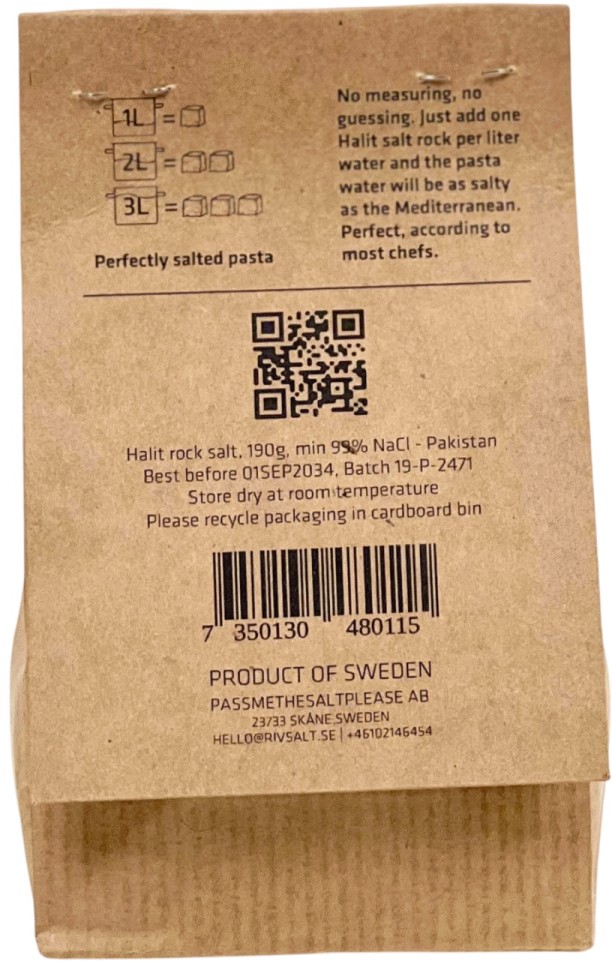 1L =
2L =
3L =
Perfectly salted pasta
No measuring, no
guessing. Just add one
Halit salt rock per liter
water and the pasta
water will be as salty
as the Mediterranean.
Perfect, according to
most chefs.
Halit rock salt, 190g, min 99% NaCl - Pakistan
Best before 01SEP2034, Batch 19-P-2471
Store dry at room temperature
Please recycle packaging in cardboard bin
7 350130 480115
PRODUCT OF SWEDEN
PASSMETHESALTPLEASE AB
23733 SKÅNE,SWEDEN
HELLO@RIVSALT.SE | +46102146454